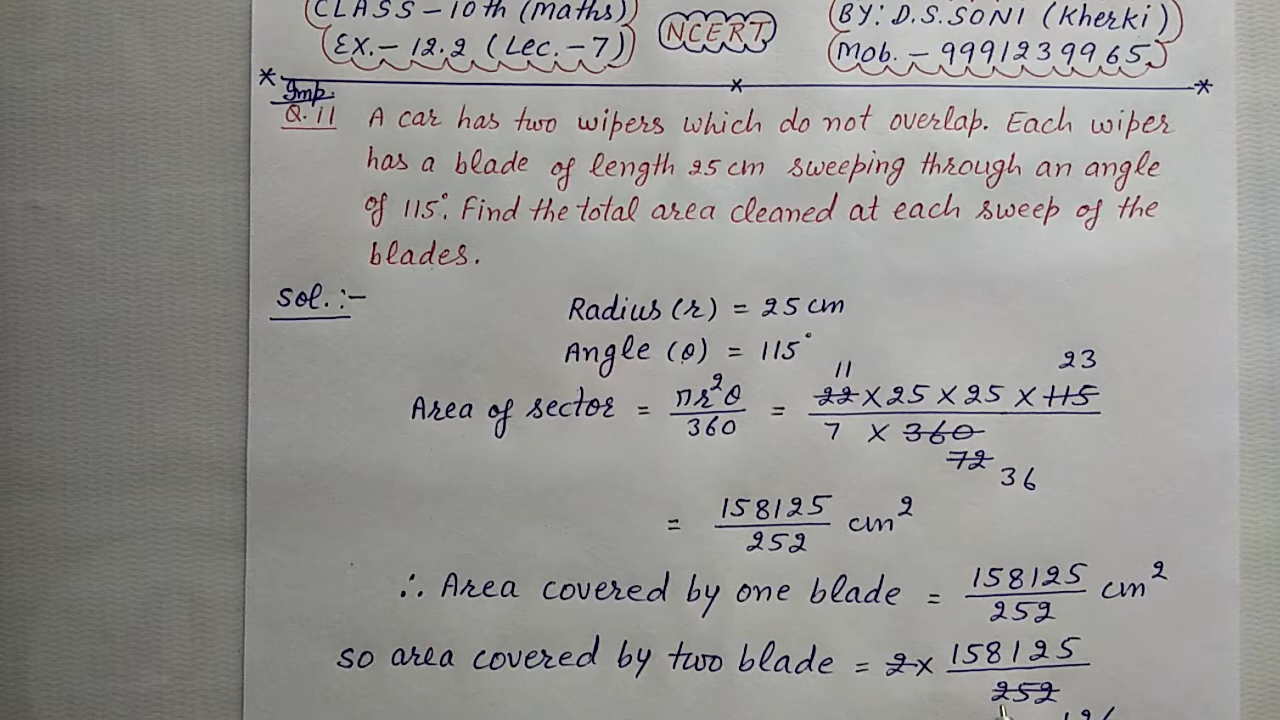 CLASS - 10th (Maths)
EX. - 12.2 (Lec. - 7)
NCERT
BY: D.S.SONI (Kherki)
Mob. - 9991239965
Imp.
Q.11 A car has two wipers which do not overlap. Each wiper
has a blade of length 25 cm sweeping through an angle
of 115°. Find the total area cleaned at each sweep of the
blades.
Sol. :-
Radius (r) = 25 cm
Angle (θ) = 115°
11 23
Area of sector = πr²θ/360 = 22 × 25 × 25 × 115 / 7 × 360
72 36
= 158125/252 cm²
∴ Area covered by one blade = 158125/252 cm²
so area covered by two blade = 2 × 158125/252